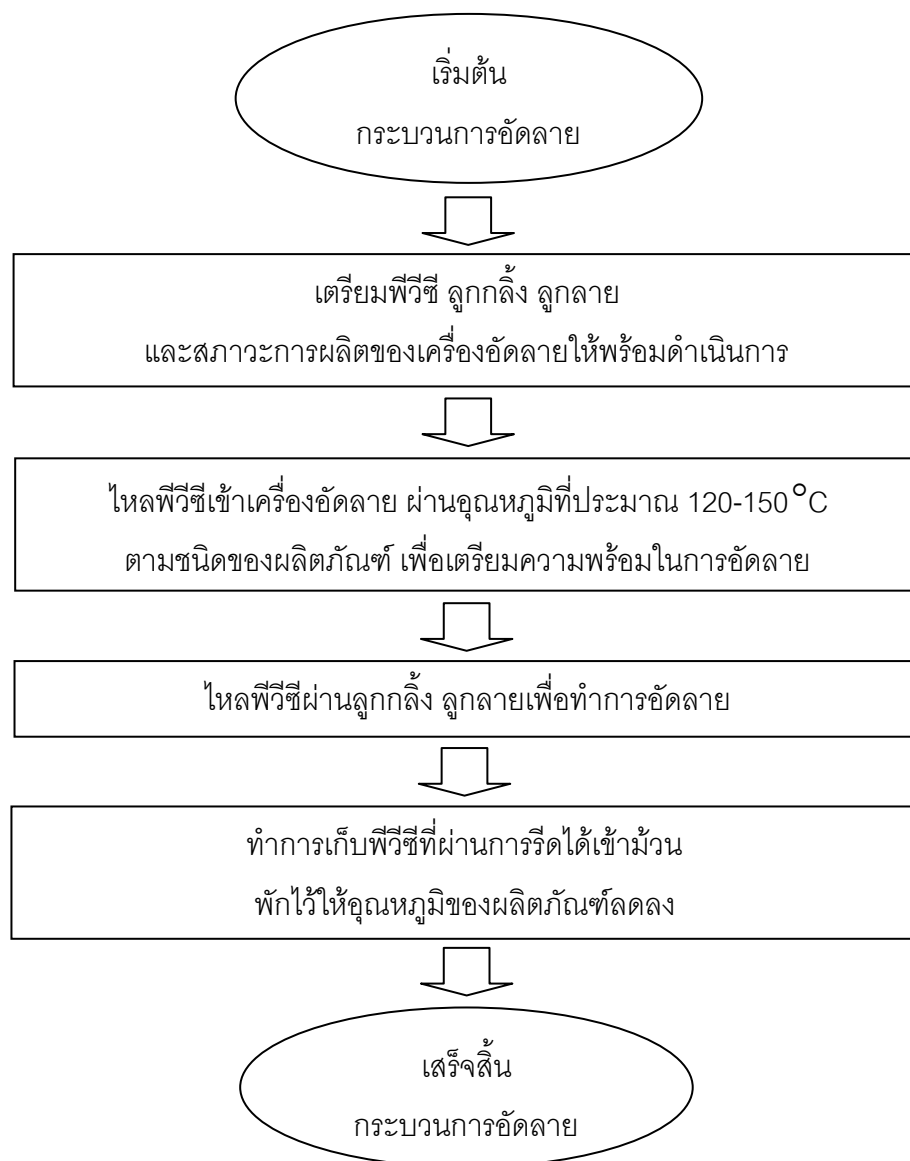 เริ่มต้น
กระบวนการอัดลาย
เตรียมพีวีซี ลูกกลิ้ง ลูกลาย
และสภาวะการผลิตของเครื่องอัดลายให้พร้อมดำเนินการ
ไหลพีวีซีเข้าเครื่องอัดลาย ผ่านอุณหภูมิที่ประมาณ 120-150°C
ตามชนิดของผลิตภัณฑ์ เพื่อเตรียมความพร้อมในการอัดลาย
ไหลพีวีซีผ่านลูกกลิ้ง ลูกลายเพื่อทำการอัดลาย
ทำการเก็บพีวีซีที่ผ่านการรีดได้เข้าม้วน
พักไว้ให้อุณหภูมิของผลิตภัณฑ์ลดลง
เสร็จสิ้น
กระบวนการอัดลาย